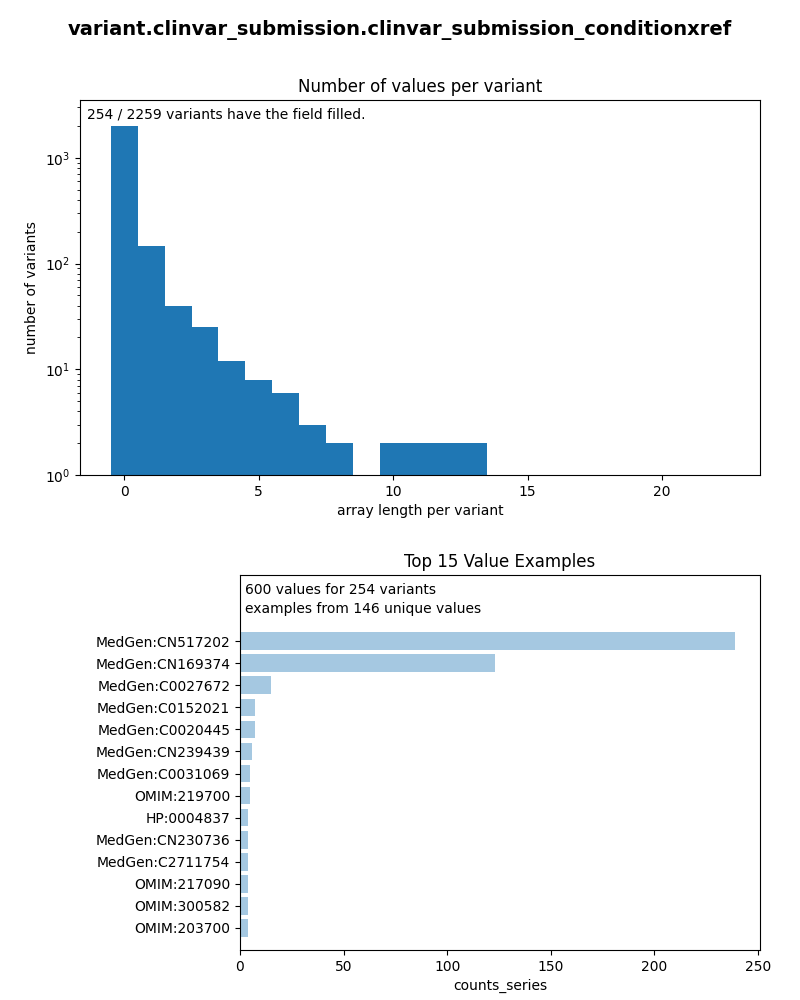 variant.clinvar_submission.clinvar_submission_conditionxref
Number of values per variant
254 / 2259 variants have the field filled.
10³
10²
10¹
10⁰
number of variants
0 5 10 15 20
array length per variant
Top 15 Value Examples
600 values for 254 variants
examples from 146 unique values
MedGen:CN517202
MedGen:CN169374
MedGen:C0027672
MedGen:C0152021
MedGen:C0020445
MedGen:CN239439
MedGen:C0031069
OMIM:219700
HP:0004837
MedGen:CN230736
MedGen:C2711754
OMIM:217090
OMIM:300582
OMIM:203700
0 50 100 150 200 250
counts_series